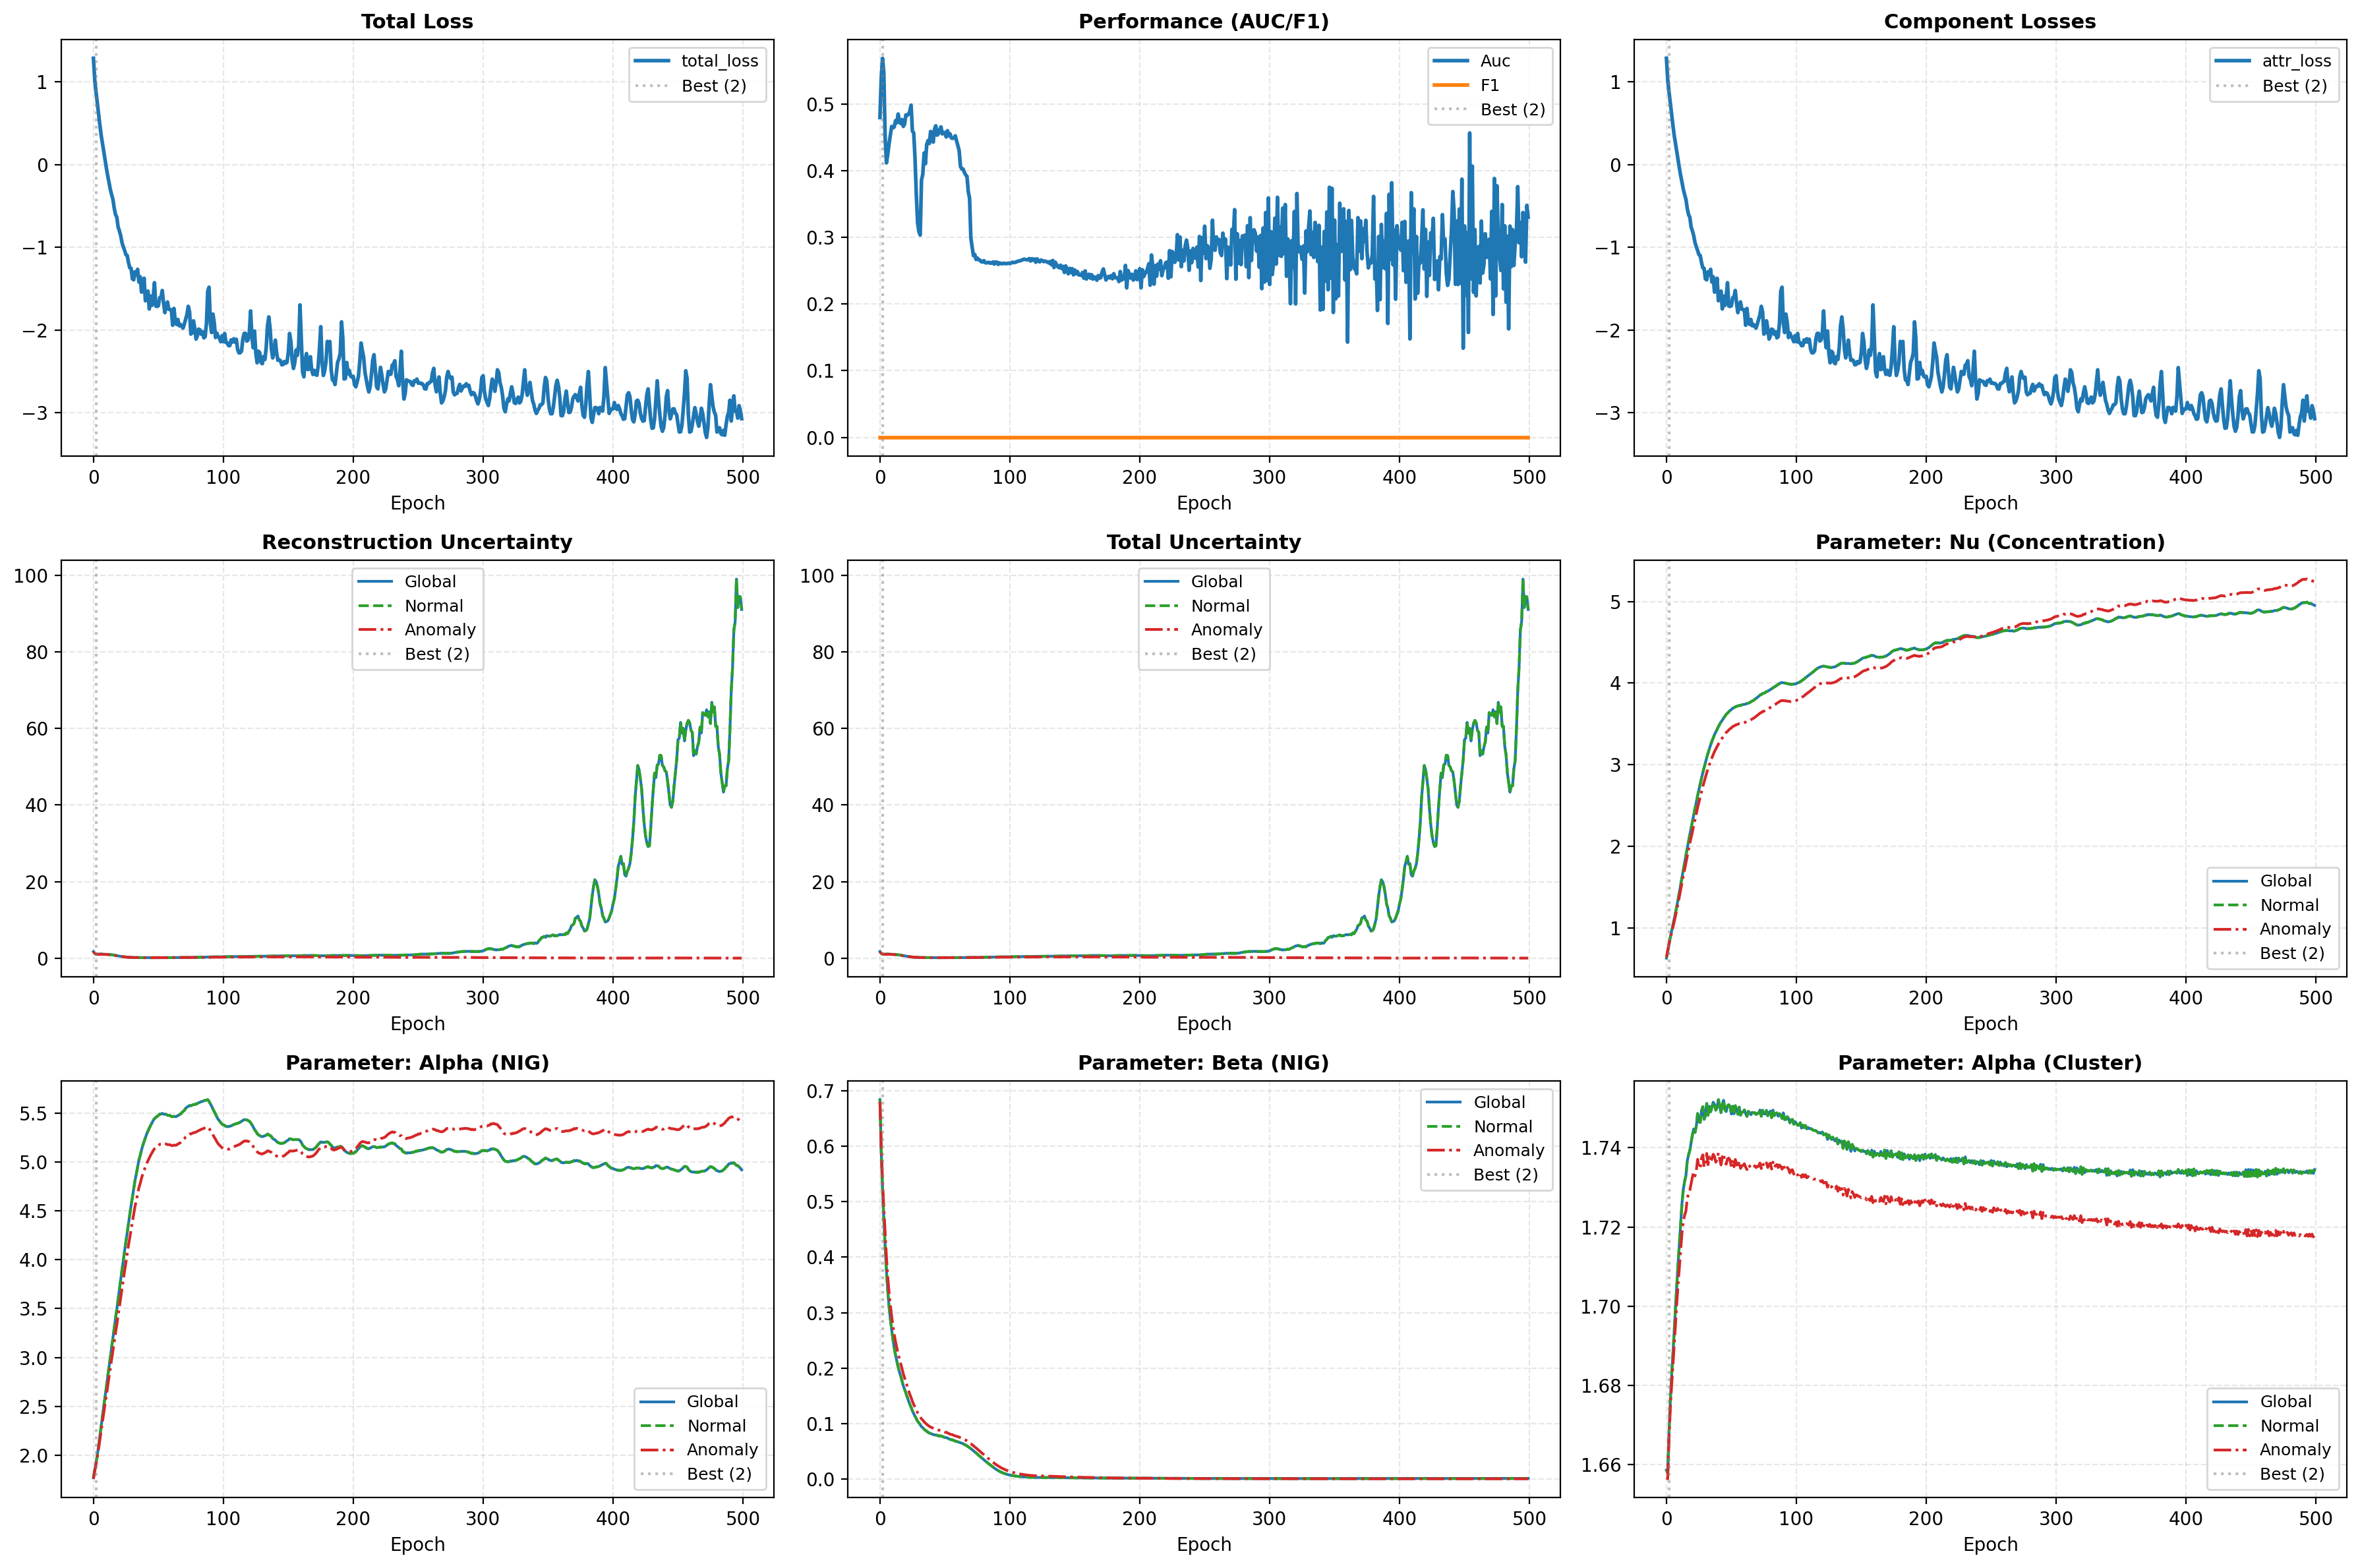 Total Loss
1
0
−1
−2
−3
0 100 200 300 400 500
Epoch
total_loss
Best (2)
Performance (AUC/F1)
0.5
0.4
0.3
0.2
0.1
0.0
0 100 200 300 400 500
Epoch
Auc
F1
Best (2)
Component Losses
1
0
−1
−2
−3
0 100 200 300 400 500
Epoch
attr_loss
Best (2)
Reconstruction Uncertainty
100
80
60
40
20
0
0 100 200 300 400 500
Epoch
Global
Normal
Anomaly
Best (2)
Total Uncertainty
100
80
60
40
20
0
0 100 200 300 400 500
Epoch
Global
Normal
Anomaly
Best (2)
Parameter: Nu (Concentration)
5
4
3
2
1
0 100 200 300 400 500
Epoch
Global
Normal
Anomaly
Best (2)
Parameter: Alpha (NIG)
5.5
5.0
4.5
4.0
3.5
3.0
2.5
2.0
0 100 200 300 400 500
Epoch
Global
Normal
Anomaly
Best (2)
Parameter: Beta (NIG)
0.7
0.6
0.5
0.4
0.3
0.2
0.1
0.0
0 100 200 300 400 500
Epoch
Global
Normal
Anomaly
Best (2)
Parameter: Alpha (Cluster)
1.74
1.72
1.70
1.68
1.66
0 100 200 300 400 500
Epoch
Global
Normal
Anomaly
Best (2)